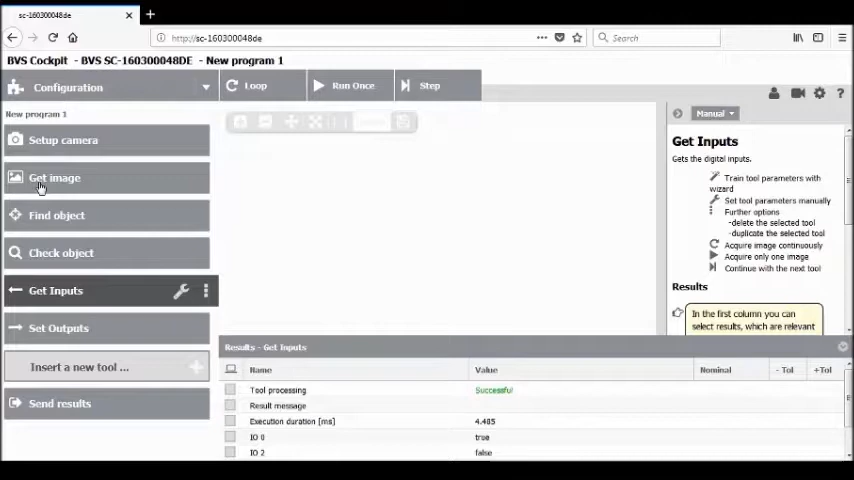 sc-160300048de
http://sc-160300048de
Search
BVS Cockpit - BVS SC-160300048DE - New program 1
Configuration
Loop
Run Once
Step
New program 1
Setup camera
Get image
Find object
Check object
Get Inputs
Set Outputs
Insert a new tool ...
Send results
Manual
Get Inputs
Gets the digital inputs.
Train tool parameters with
wizard
Set tool parameters manually
Further options
-delete the selected tool
-duplicate the selected tool
Acquire image continuously
Acquire only one image
Continue with the next tool
Results
In the first column you can
select results, which are relevant
Results - Get Inputs
Name Value Nominal - Tol +Tol
Tool processing Successful
Result message
Execution duration [ms] 4.485
IO 0 true
IO 2 false